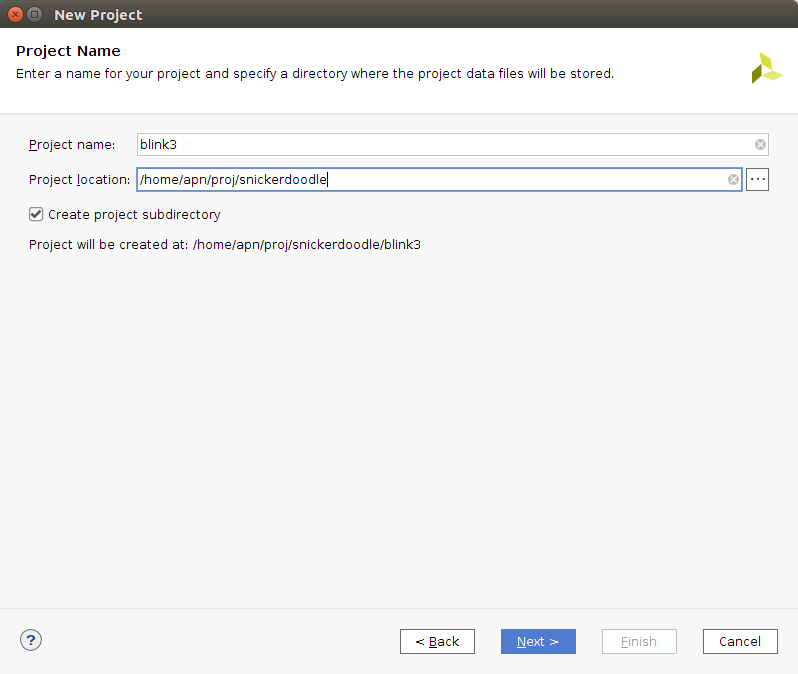 New Project
Project Name
Enter a name for your project and specify a directory where the project data files will be stored.
Project name: blink3
Project location: /home/apn/proj/snickerdoodle ...
Create project subdirectory
Project will be created at: /home/apn/proj/snickerdoodle/blink3
? < Back Next > Finish Cancel